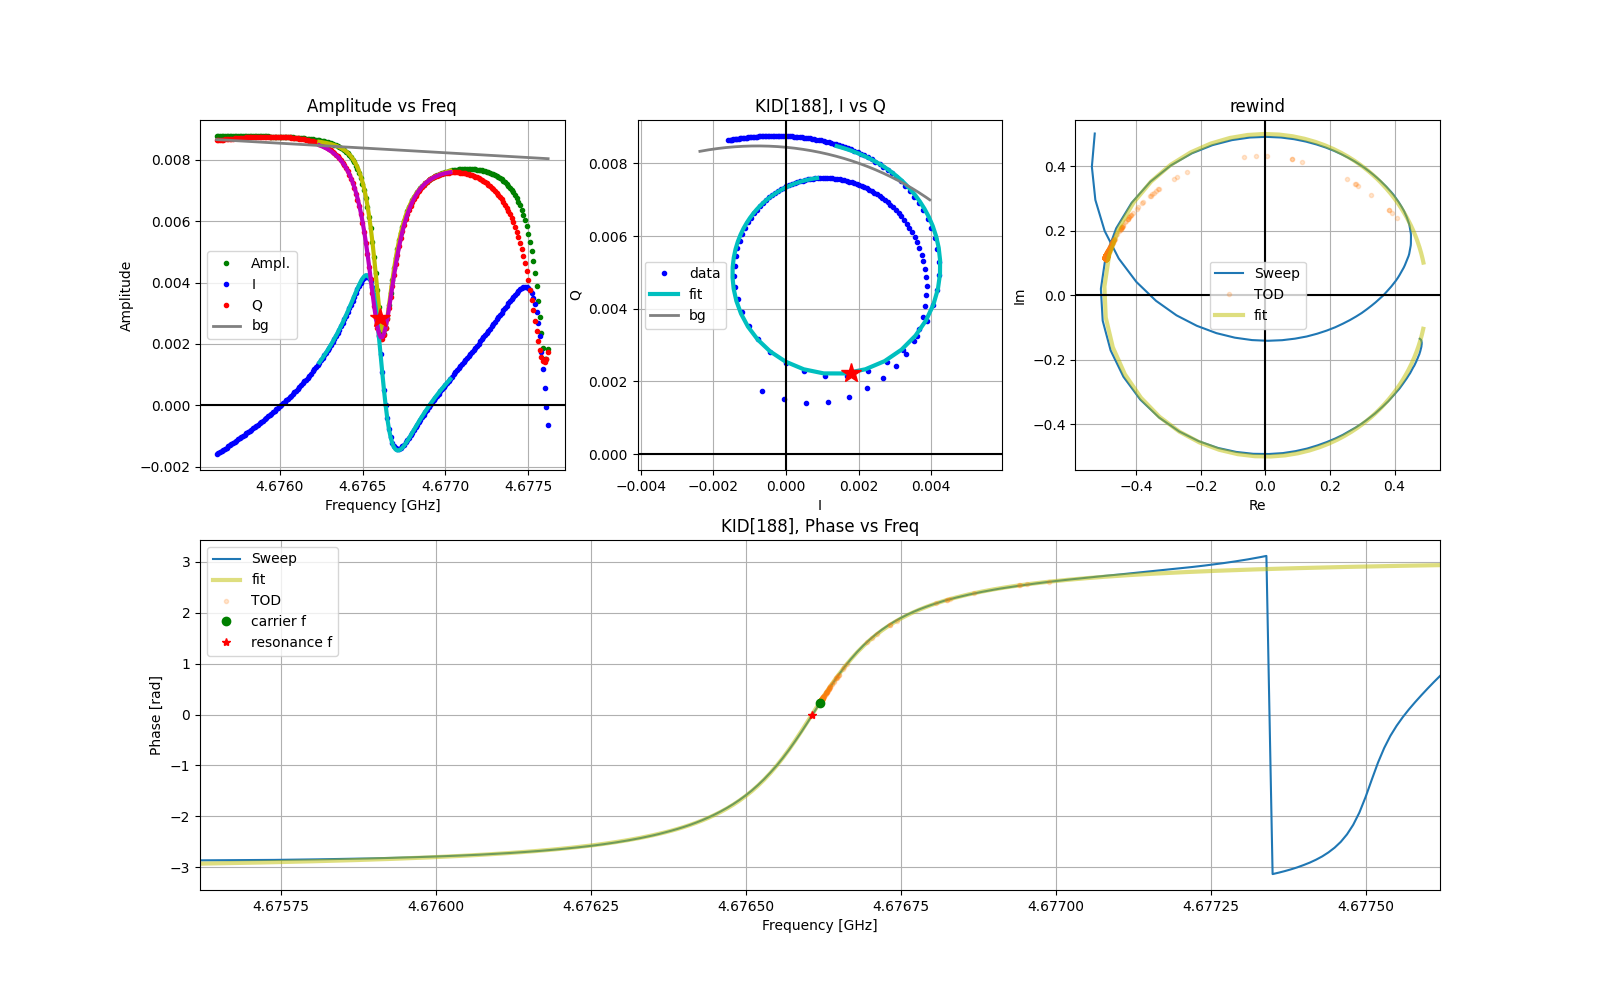 Amplitude vs Freq
KID[188], I vs Q
rewind
Amplitude
0.008
0.006
0.004
0.002
0.000
−0.002
Ampl.
I
Q
bg
4.6760
4.6765
4.6770
4.6775
Frequency [GHz]
Q
0.008
0.006
0.004
0.002
0.000
data
fit
bg
−0.004
−0.002
0.000
0.002
0.004
I
Im
0.4
0.2
0.0
−0.2
−0.4
Sweep
TOD
fit
−0.4
−0.2
0.0
0.2
0.4
Re
KID[188], Phase vs Freq
Phase [rad]
3
2
1
0
−1
−2
−3
Sweep
fit
TOD
carrier f
resonance f
4.67575
4.67600
4.67625
4.67650
4.67675
4.67700
4.67725
4.67750
Frequency [GHz]